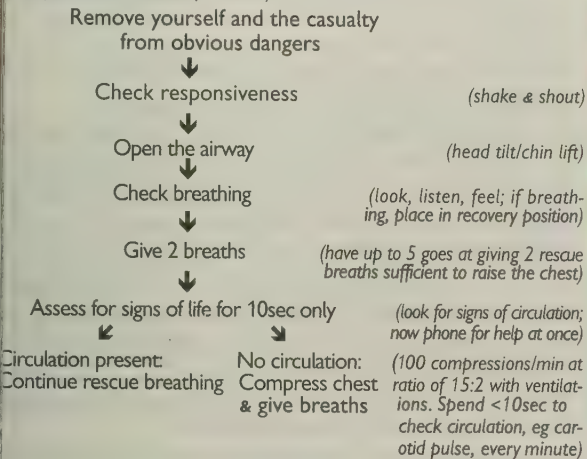 Remove yourself and the casualty
from obvious dangers
Check responsiveness
(shake & shout)
Open the airway
(head tilt/chin lift)
Check breathing
(look, listen, feel; if breath-
ing, place in recovery position)
Give 2 breaths
(have up to 5 goes at giving 2 rescue
breaths sufficient to raise the chest)
Assess for signs of life for 10sec only
(look for signs of circulation;
now phone for help at once)
Circulation present:
Continue rescue breathing
No circulation:
Compress chest
& give breaths
(100 compressions/min at
ratio of 15:2 with ventilat-
ions. Spend <10sec to
check circulation, eg car-
otid pulse, every minute)